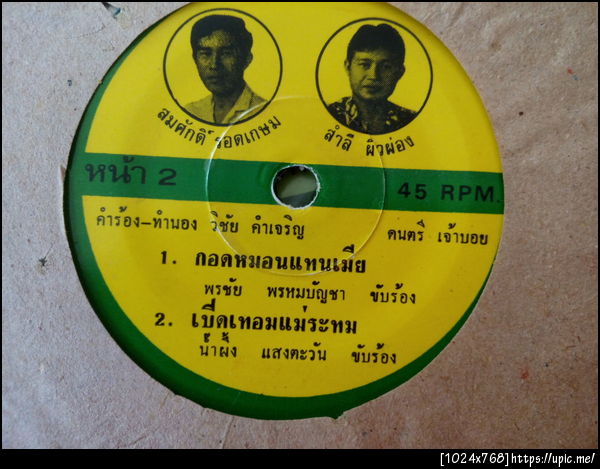 สมศักดิ์ รอดเกษม
สำลี ผิวผ่อง
หน้า 2
45 RPM.
คำร้อง-ทำนอง วิชัย คำเจริญ
ดนตรี เจ้าบอย
1. กอดหมอนแทนเมีย
พรชัย พรหมบัญชา ขับร้อง
2. เปิดเทอมแม่ระทม
น้ำผึ้ง แสงตะวัน ขับร้อง
[1024x768]https://upic.me/